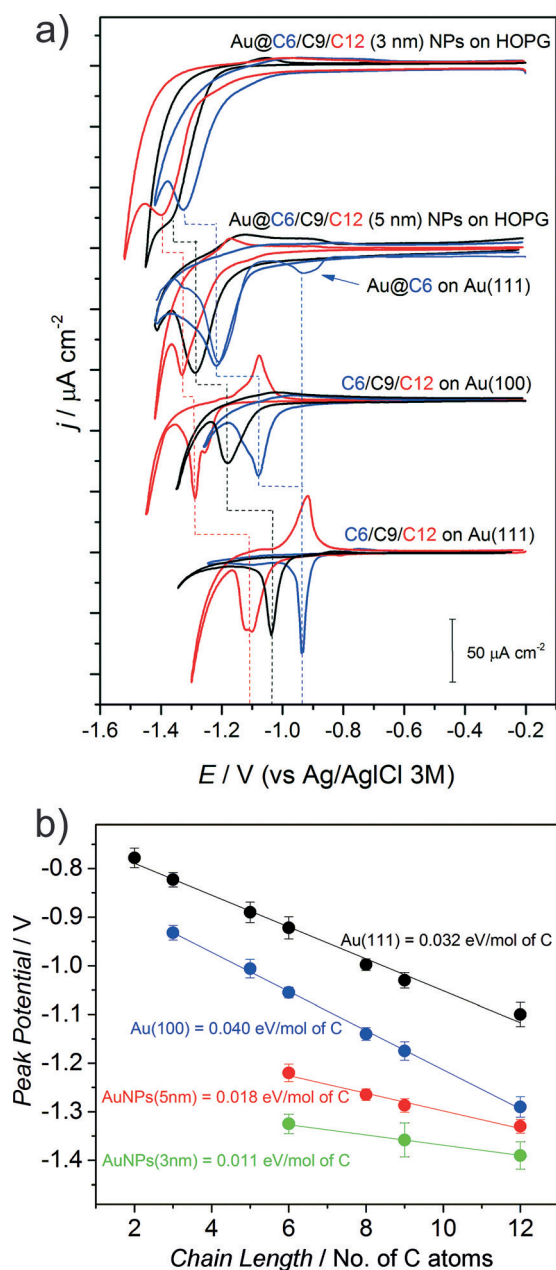 a)
Au@C6/C9/C12 (3 nm) NPs on HOPG
Au@C6/C9/C12 (5 nm) NPs on HOPG
Au@C6 on Au(111)
C6/C9/C12 on Au(100)
C6/C9/C12 on Au(111)
50 µA cm⁻²
j / µA cm⁻²
-1.6 -1.4 -1.2 -1.0 -0.8 -0.6 -0.4 -0.2
E / V (vs Ag/AglCl 3M)
b)
-0.8
-0.9
-1.0
-1.1
-1.2
-1.3
-1.4
Peak Potential / V
Au(111) = 0.032 eV/mol of C
Au(100) = 0.040 eV/mol of C
AuNPs(5nm) = 0.018 eV/mol of C
AuNPs(3nm) = 0.011 eV/mol of C
2 4 6 8 10 12
Chain Length / No. of C atoms